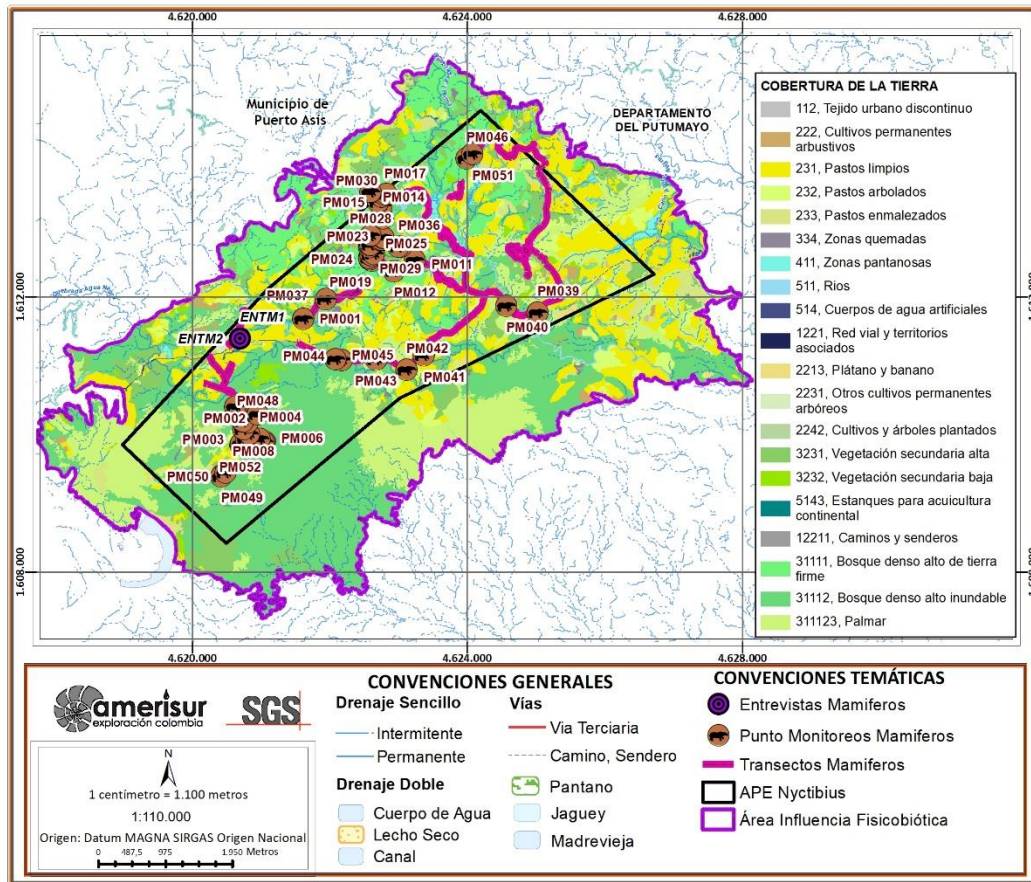 4.620.000
4.624.000
4.628.000
Municipio de
Puerto Asís
DEPARTAMENTO
DEL PUTUMAYO
PM046
PM051
PM017
PM030
PM014
PM015
PM028
PM036
PM023
PM025
PM024
PM029
PM011
PM019
PM012
PM037
PM039
ENTM1
PM001
PM040
ENTM2
PM044
PM045
PM042
PM043
PM041
PM048
PM002
PM004
PM003
PM006
PM008
PM052
PM050
PM049
1.612.000
1.608.000
4.620.000
4.624.000
4.628.000
COBERTURA DE LA TIERRA
112, Tejido urbano discontinuo
222, Cultivos permanentes
arbustivos
231, Pastos limpios
232, Pastos arbolados
233, Pastos enmalezados
334, Zonas quemadas
411, Zonas pantanosas
511, Rios
514, Cuerpos de agua artificiales
1221, Red vial y territorios
asociados
2213, Plátano y banano
2231, Otros cultivos permanentes
arbóreos
2242, Cultivos y árboles plantados
3231, Vegetación secundaria alta
3232, Vegetación secundaria baja
5143, Estanques para acuicultura
continental
12211, Caminos y senderos
31111, Bosque denso alto de tierra
firme
31112, Bosque denso alto inundable
311123, Palmar
amerisur
exploración colombia
SGS
N
1 centímetro = 1.100 metros
1:110.000
Origen: Datum MAGNA SIRGAS Origen Nacional
0 487,5 975 1.950 Metros
CONVENCIONES GENERALES
Drenaje Sencillo
Intermitente
Permanente
Drenaje Doble
Cuerpo de Agua
Lecho Seco
Canal
Vías
Via Terciaria
Camino, Sendero
Pantano
Jaguey
Madrevieja
CONVENCIONES TEMÁTICAS
Entrevistas Mamiferos
Punto Monitoreos Mamiferos
Transectos Mamiferos
APE Nyctibius
Área Influencia Fisicobiótica